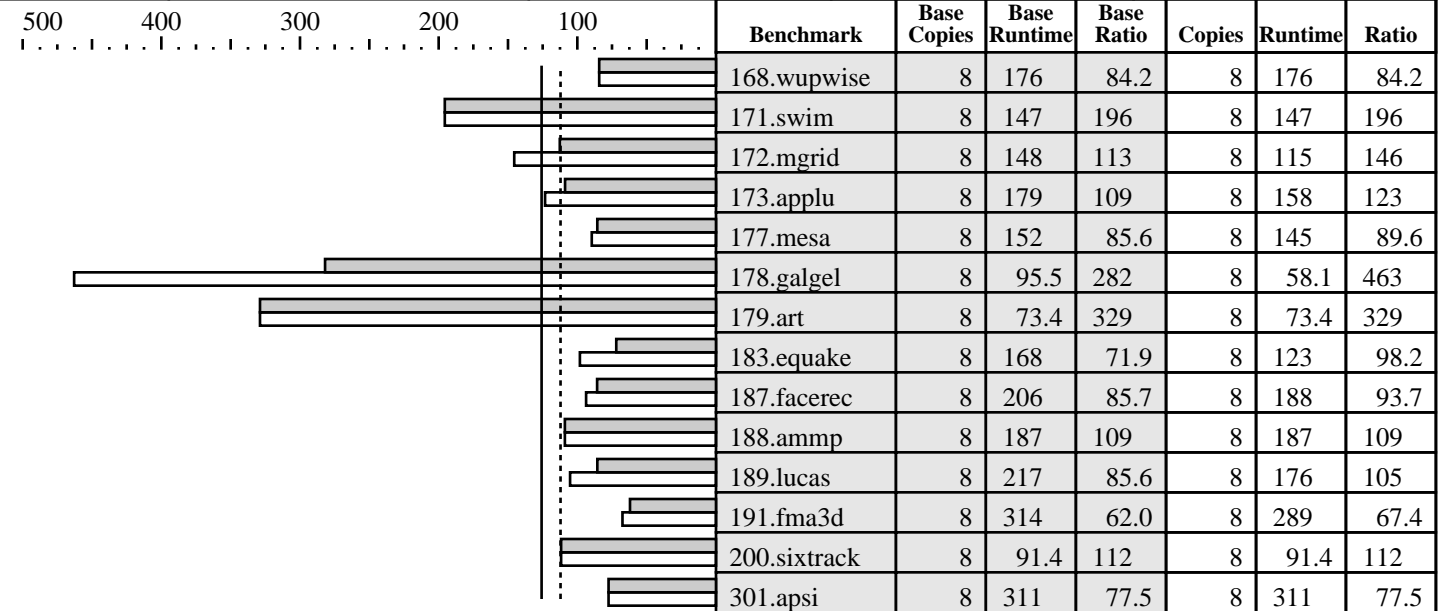 500 400 300 200 100
Benchmark Base Copies Base Runtime Base Ratio Copies Runtime Ratio
168.wupwise 8 176 84.2 8 176 84.2
171.swim 8 147 196 8 147 196
172.mgrid 8 148 113 8 115 146
173.applu 8 179 109 8 158 123
177.mesa 8 152 85.6 8 145 89.6
178.galgel 8 95.5 282 8 58.1 463
179.art 8 73.4 329 8 73.4 329
183.equake 8 168 71.9 8 123 98.2
187.facerec 8 206 85.7 8 188 93.7
188.ammp 8 187 109 8 187 109
189.lucas 8 217 85.6 8 176 105
191.fma3d 8 314 62.0 8 289 67.4
200.sixtrack 8 91.4 112 8 91.4 112
301.apsi 8 311 77.5 8 311 77.5